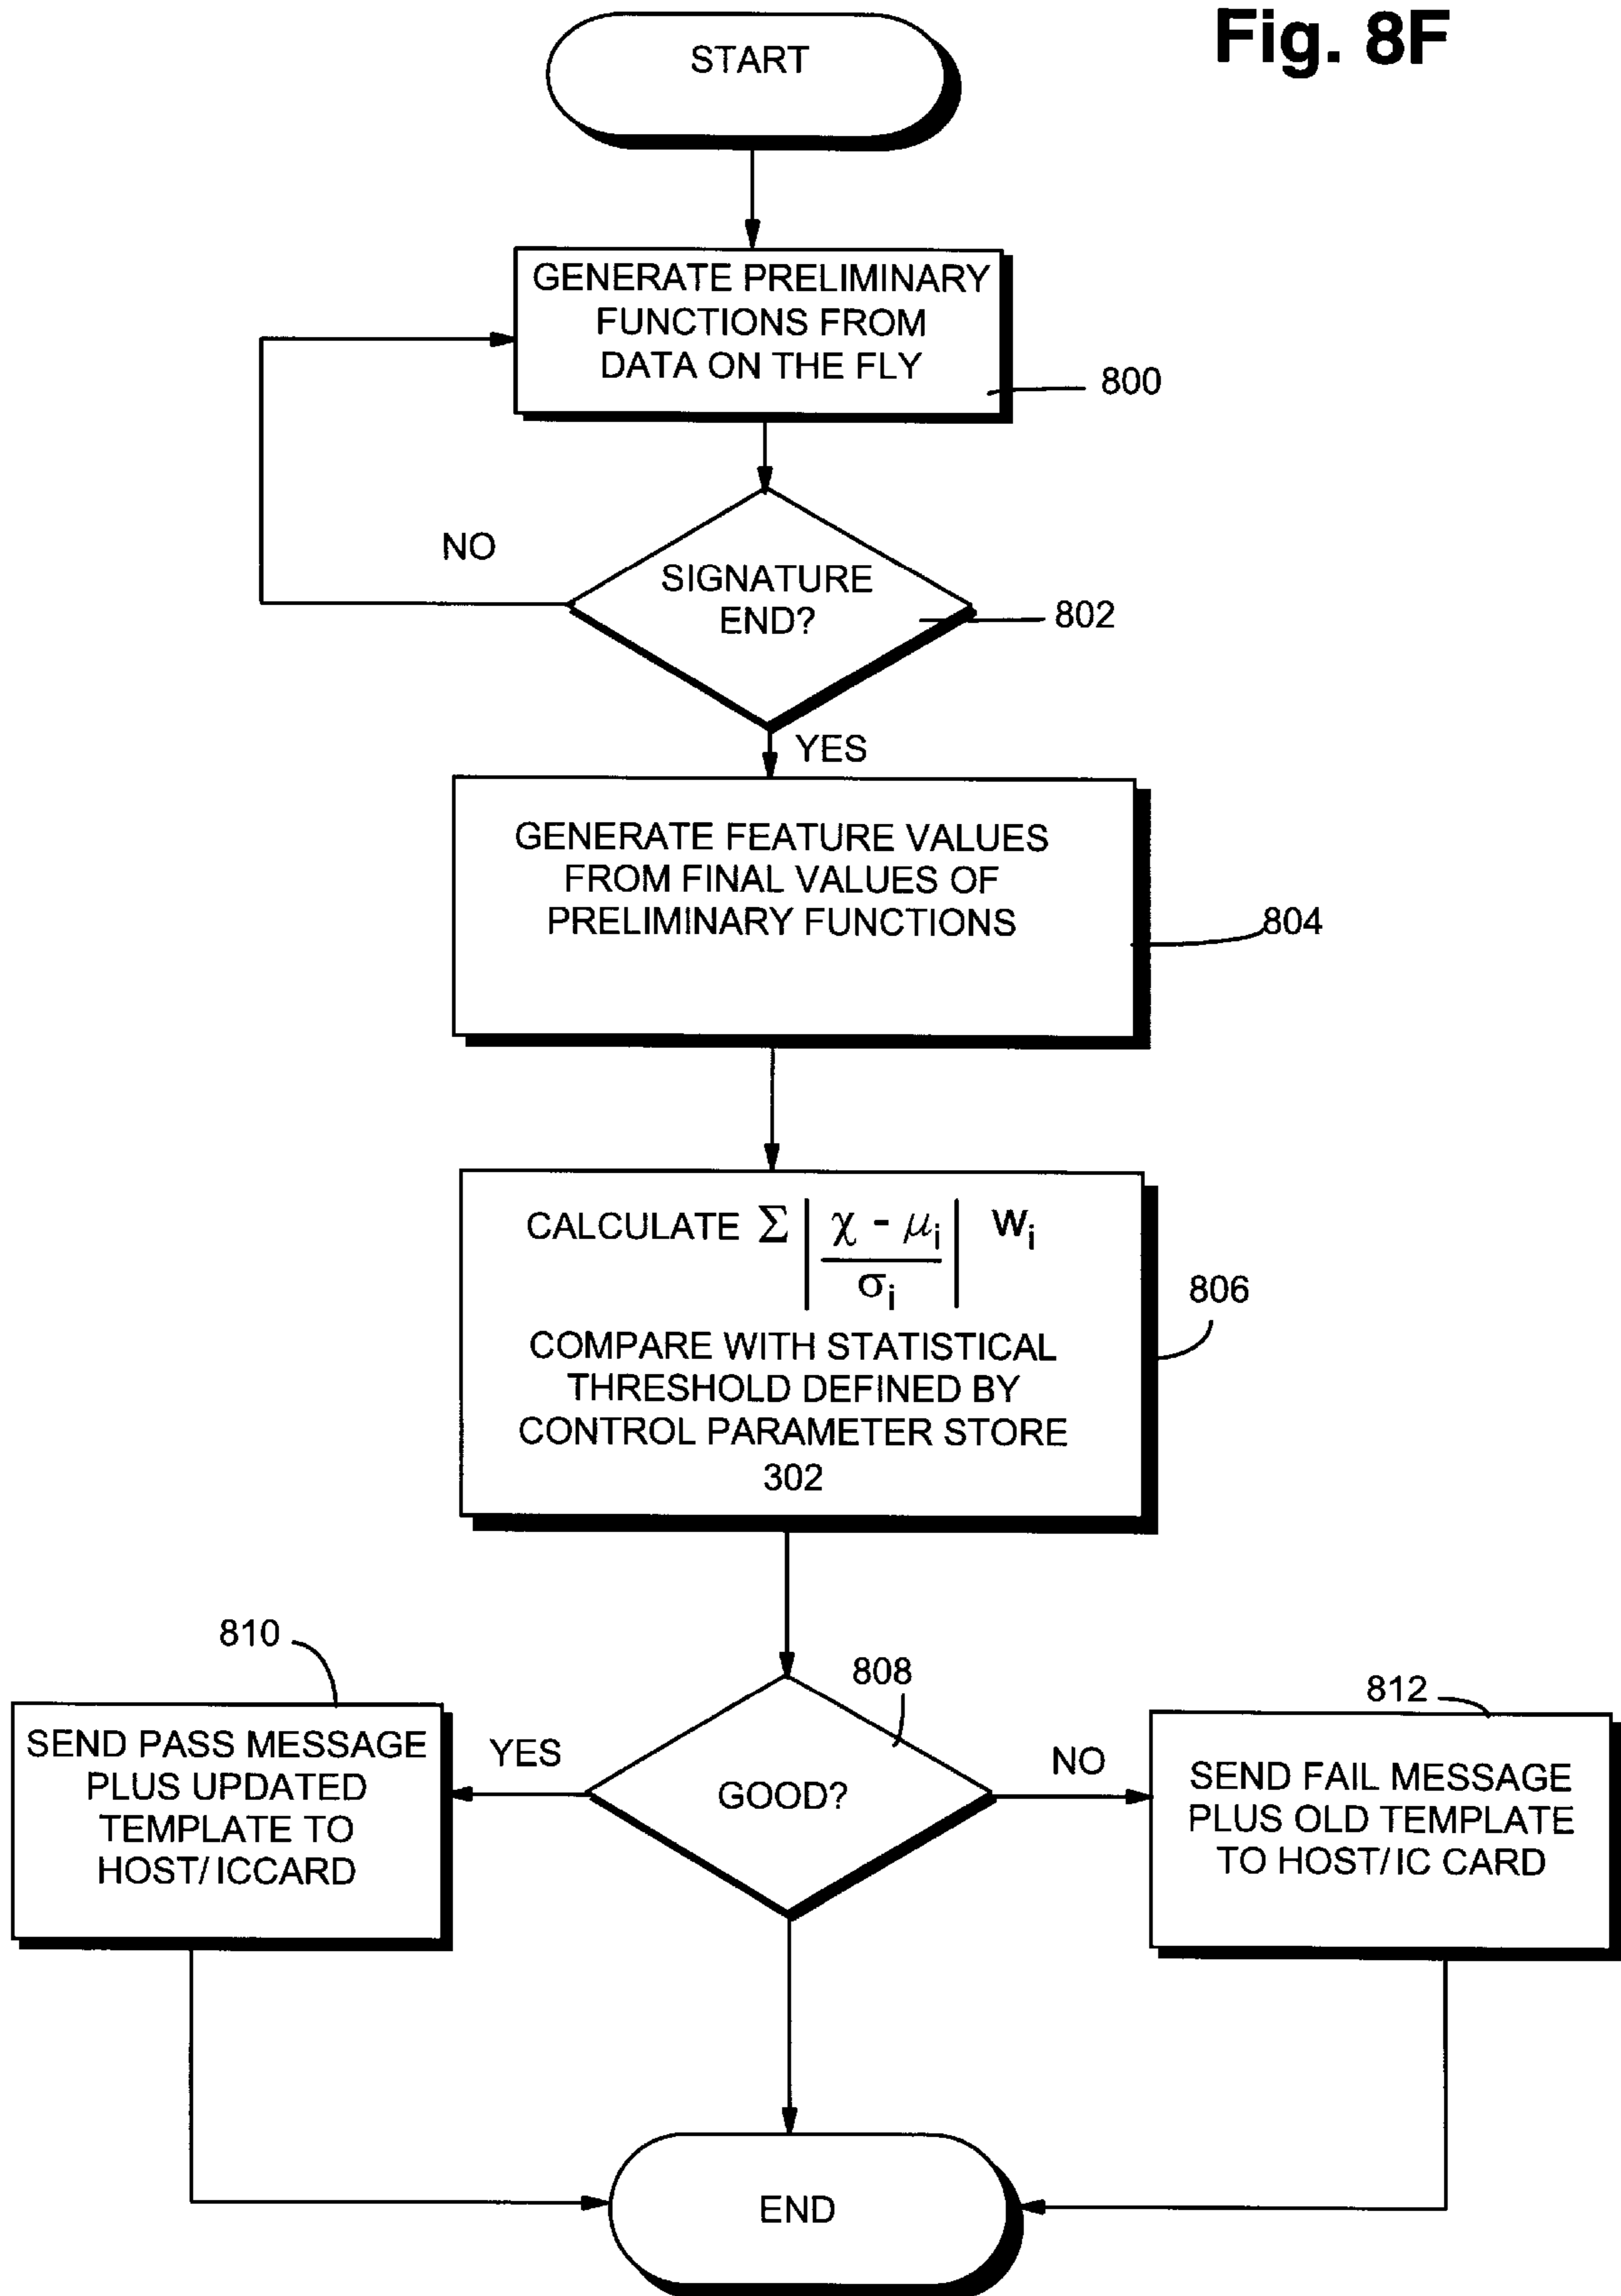 Fig. 8F
START
GENERATE PRELIMINARY
FUNCTIONS FROM
DATA ON THE FLY
800
NO
SIGNATURE
END?
802
YES
GENERATE FEATURE VALUES
FROM FINAL VALUES OF
PRELIMINARY FUNCTIONS
804
CALCULATE Σ | (χ - μi) / σi | wi
COMPARE WITH STATISTICAL
THRESHOLD DEFINED BY
CONTROL PARAMETER STORE
302
806
810
808
812
SEND PASS MESSAGE
PLUS UPDATED
TEMPLATE TO
HOST/ICCARD
YES
GOOD?
NO
SEND FAIL MESSAGE
PLUS OLD TEMPLATE
TO HOST/IC CARD
END